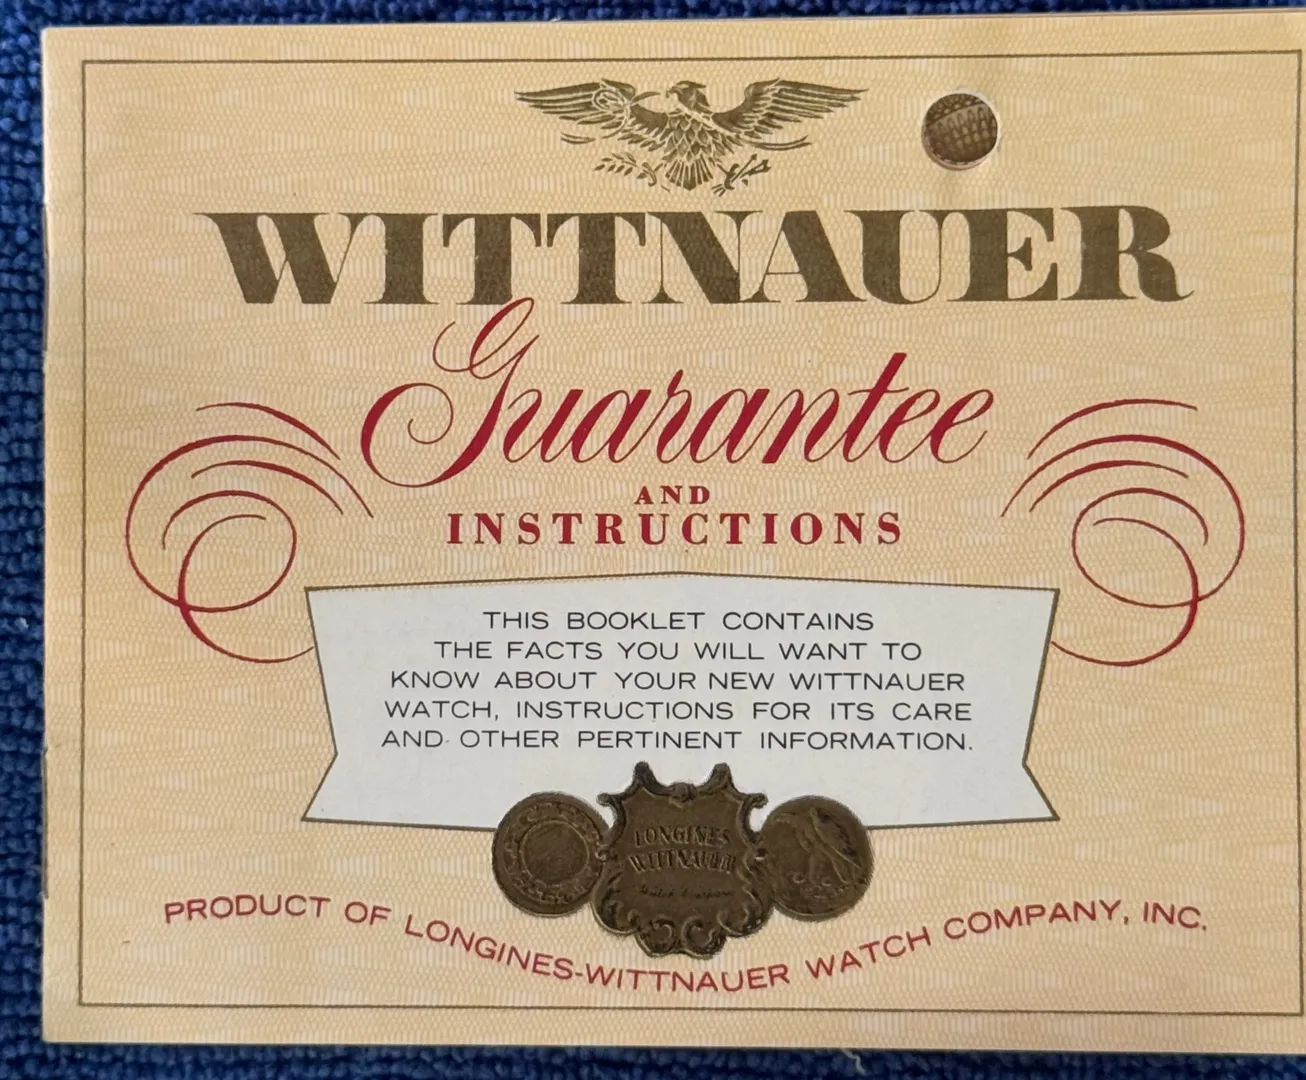 WITTNAUER
Guarantee
AND
INSTRUCTIONS
THIS BOOKLET CONTAINS
THE FACTS YOU WILL WANT TO
KNOW ABOUT YOUR NEW WITTNAUER
WATCH, INSTRUCTIONS FOR ITS CARE
AND OTHER PERTINENT INFORMATION.
LONGINES
WITTNAUER
PRODUCT OF LONGINES-WITTNAUER WATCH COMPANY, INC.